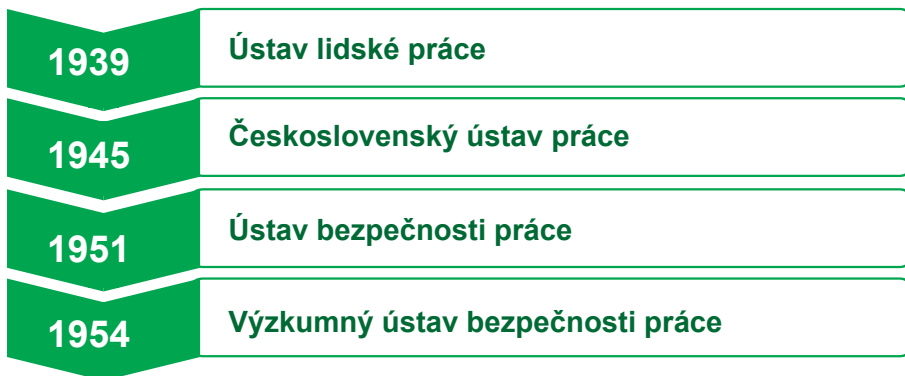 1939
Ústav lidské práce
1945
Československý ústav práce
1951
Ústav bezpečnosti práce
1954
Výzkumný ústav bezpečnosti práce